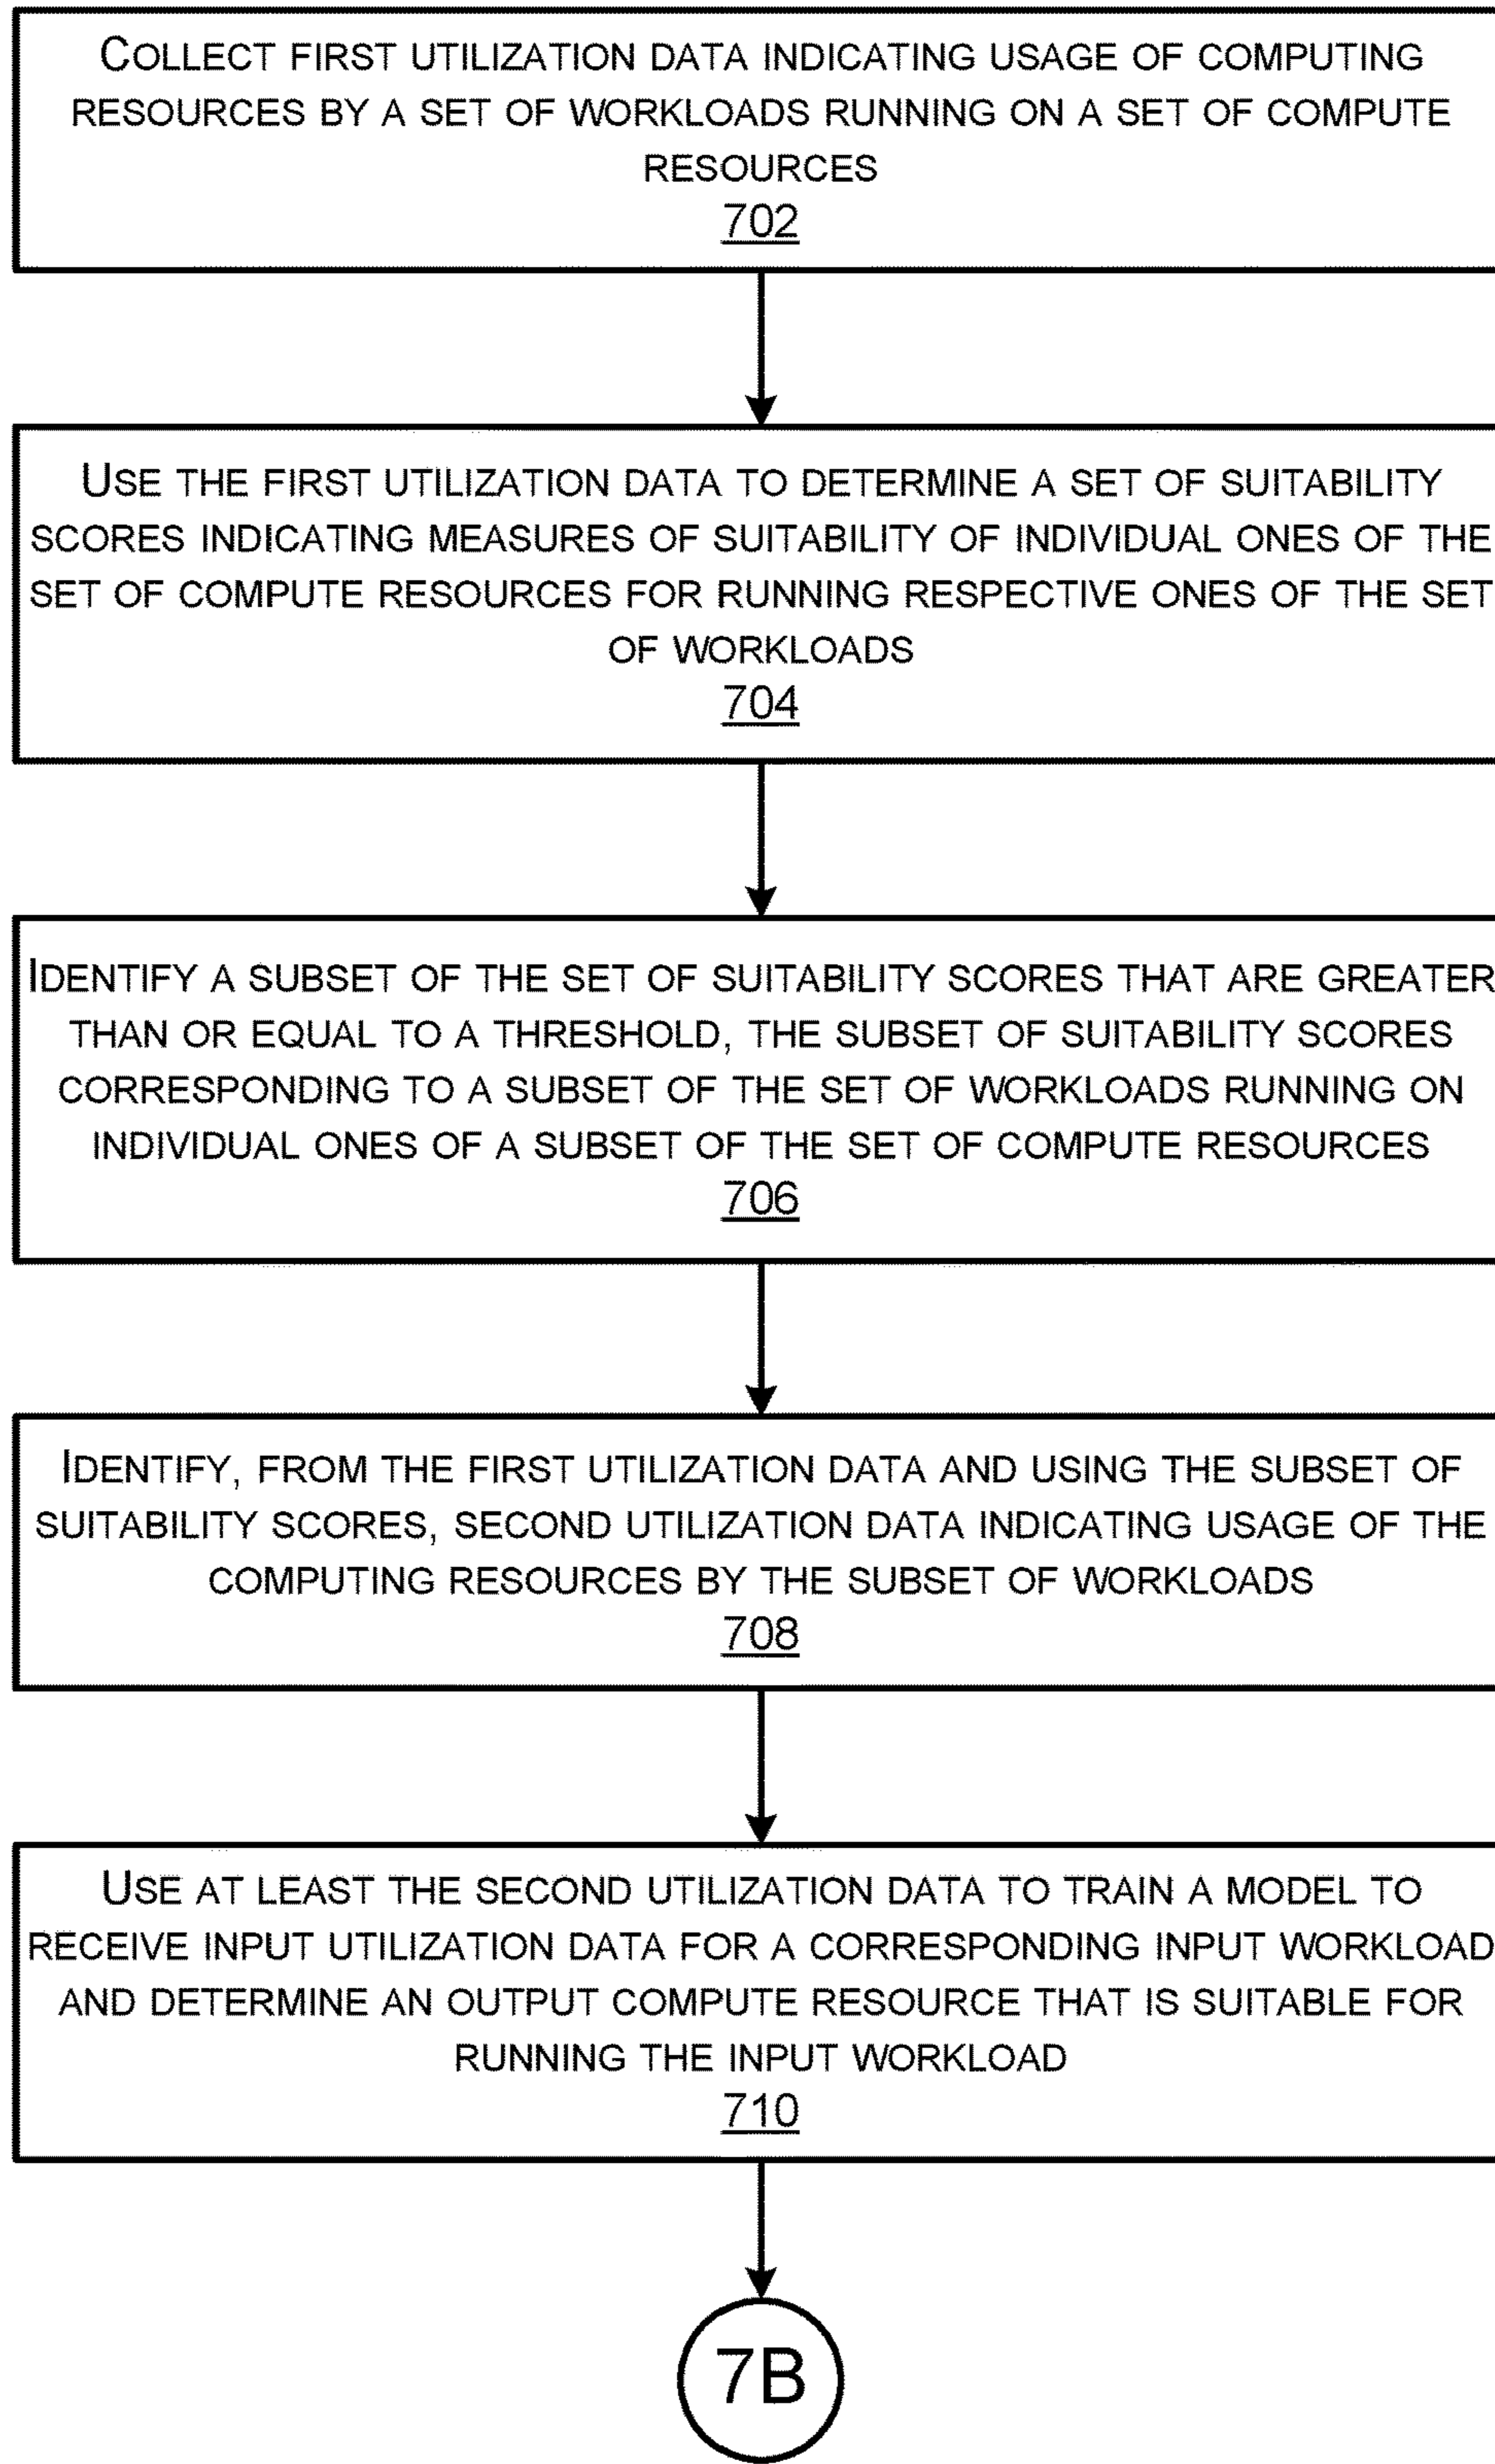 COLLECT FIRST UTILIZATION DATA INDICATING USAGE OF COMPUTING
RESOURCES BY A SET OF WORKLOADS RUNNING ON A SET OF COMPUTE
RESOURCES
702
USE THE FIRST UTILIZATION DATA TO DETERMINE A SET OF SUITABILITY
SCORES INDICATING MEASURES OF SUITABILITY OF INDIVIDUAL ONES OF THE
SET OF COMPUTE RESOURCES FOR RUNNING RESPECTIVE ONES OF THE SET
OF WORKLOADS
704
IDENTIFY A SUBSET OF THE SET OF SUITABILITY SCORES THAT ARE GREATER
THAN OR EQUAL TO A THRESHOLD, THE SUBSET OF SUITABILITY SCORES
CORRESPONDING TO A SUBSET OF THE SET OF WORKLOADS RUNNING ON
INDIVIDUAL ONES OF A SUBSET OF THE SET OF COMPUTE RESOURCES
706
IDENTIFY, FROM THE FIRST UTILIZATION DATA AND USING THE SUBSET OF
SUITABILITY SCORES, SECOND UTILIZATION DATA INDICATING USAGE OF THE
COMPUTING RESOURCES BY THE SUBSET OF WORKLOADS
708
USE AT LEAST THE SECOND UTILIZATION DATA TO TRAIN A MODEL TO
RECEIVE INPUT UTILIZATION DATA FOR A CORRESPONDING INPUT WORKLOAD
AND DETERMINE AN OUTPUT COMPUTE RESOURCE THAT IS SUITABLE FOR
RUNNING THE INPUT WORKLOAD
710
7B